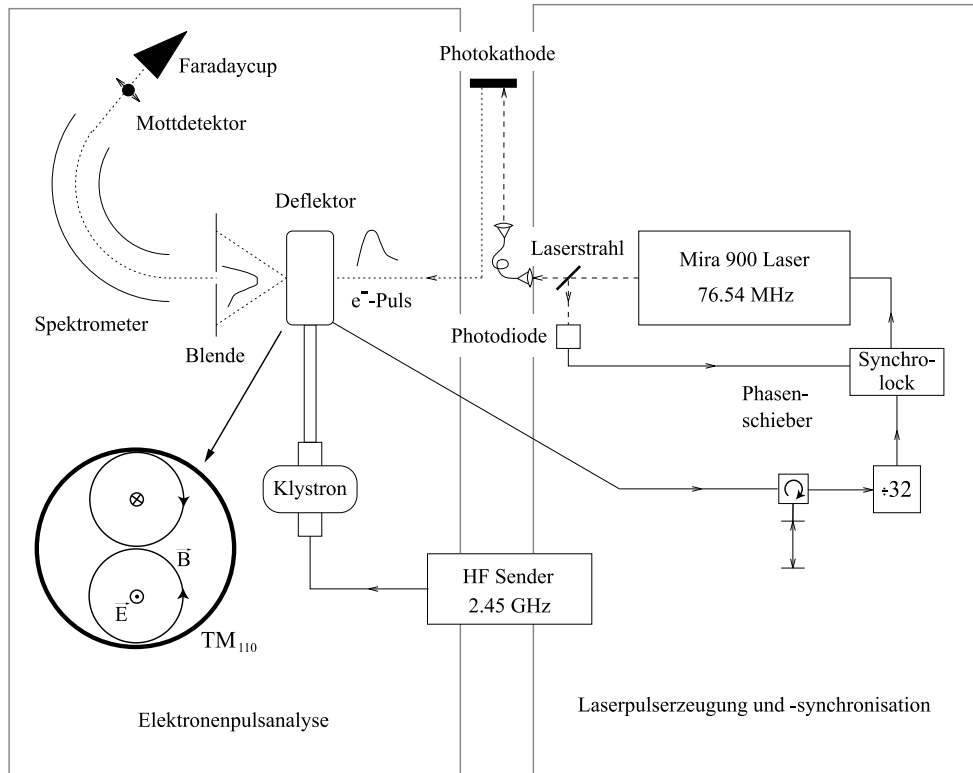 Photokathode
Faradaycup
Mottdetektor
Deflektor
Laserstrahl
Mira 900 Laser
76.54 MHz
e⁻-Puls
Spektrometer
Blende
Photodiode
Synchro-
lock
Phasen-
schieber
Klystron
÷32
B
E
TM₁₁₀
HF Sender
2.45 GHz
Elektronenpulsanalyse
Laserpulserzeugung und -synchronisation